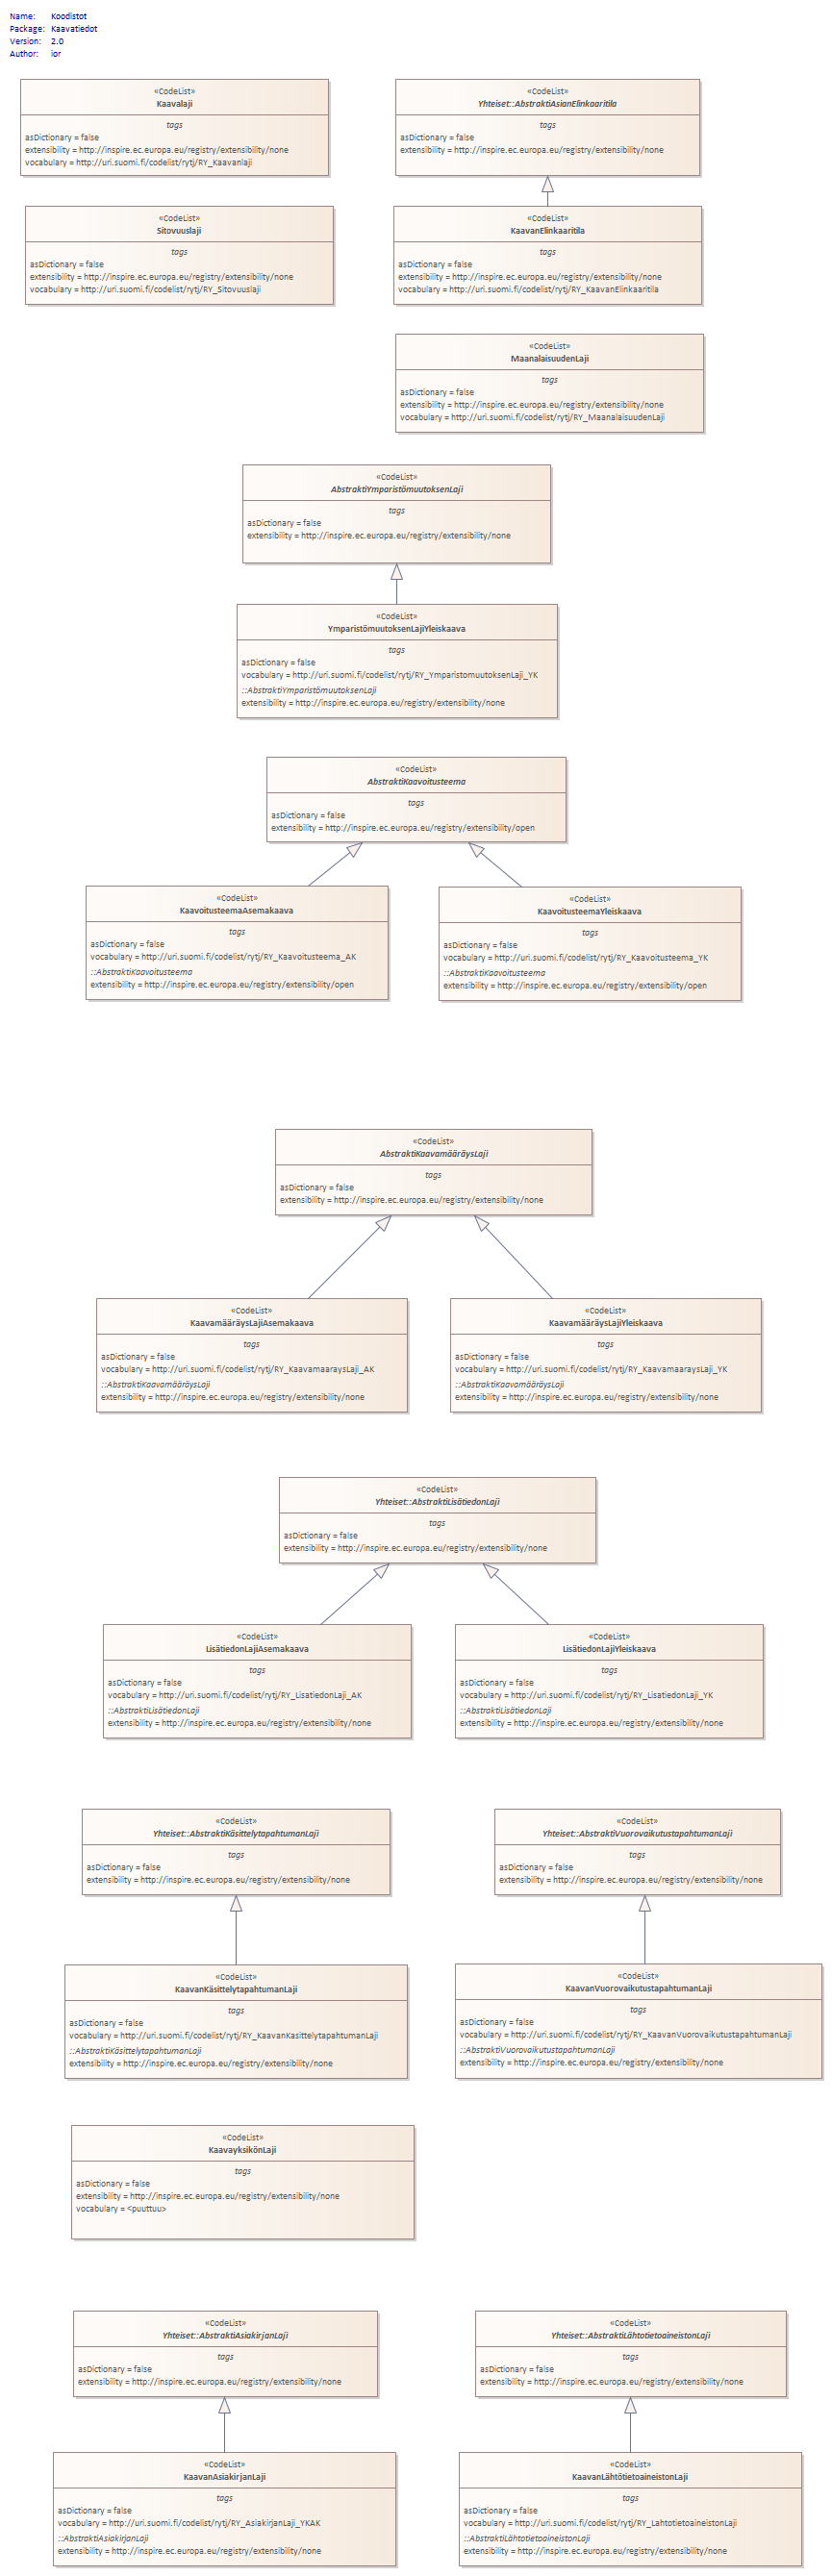 Name: Koodistot
Package: Kaavatiedot
Version: 2.0
Author: ior
«CodeList»
Kaavalaji
tags
asDictionary = false
extensibility = http://inspire.ec.europa.eu/registry/extensibility/none
vocabulary = http://uri.suomi.fi/codelist/rytj/RY_Kaavanlaji
«CodeList»
Yhteiset::AbstraktiAsianElinkaaritila
tags
asDictionary = false
extensibility = http://inspire.ec.europa.eu/registry/extensibility/none
«CodeList»
Sitovuuslaji
tags
asDictionary = false
extensibility = http://inspire.ec.europa.eu/registry/extensibility/none
vocabulary = http://uri.suomi.fi/codelist/rytj/RY_Sitovuuslaji
«CodeList»
KaavanElinkaaritila
tags
asDictionary = false
extensibility = http://inspire.ec.europa.eu/registry/extensibility/none
vocabulary = http://uri.suomi.fi/codelist/rytj/RY_KaavanElinkaaritila
«CodeList»
MaanalaisuudenLaji
tags
asDictionary = false
extensibility = http://inspire.ec.europa.eu/registry/extensibility/none
vocabulary = http://uri.suomi.fi/codelist/rytj/RY_MaanalaisuudenLaji
«CodeList»
AbstraktiYmparistömuutoksenLaji
tags
asDictionary = false
extensibility = http://inspire.ec.europa.eu/registry/extensibility/none
«CodeList»
YmparistömuutoksenLajiYleiskaava
tags
asDictionary = false
vocabulary = http://uri.suomi.fi/codelist/rytj/RY_YmparistomuutoksenLaji_YK
::AbstraktiYmparistömuutoksenLaji
extensibility = http://inspire.ec.europa.eu/registry/extensibility/none
«CodeList»
AbstraktiKaavoitusteema
tags
asDictionary = false
extensibility = http://inspire.ec.europa.eu/registry/extensibility/open
«CodeList»
KaavoitusteemaAsemakaava
tags
asDictionary = false
vocabulary = http://uri.suomi.fi/codelist/rytj/RY_Kaavoitusteema_AK
::AbstraktiKaavoitusteema
extensibility = http://inspire.ec.europa.eu/registry/extensibility/open
«CodeList»
KaavoitusteemaYleiskaava
tags
asDictionary = false
vocabulary = http://uri.suomi.fi/codelist/rytj/RY_Kaavoitusteema_YK
::AbstraktiKaavoitusteema
extensibility = http://inspire.ec.europa.eu/registry/extensibility/open
«CodeList»
AbstraktiKaavamääräysLaji
tags
asDictionary = false
extensibility = http://inspire.ec.europa.eu/registry/extensibility/none
«CodeList»
KaavamääräysLajiAsemakaava
tags
asDictionary = false
vocabulary = http://uri.suomi.fi/codelist/rytj/RY_KaavamaaraysLaji_AK
::AbstraktiKaavamääräysLaji
extensibility = http://inspire.ec.europa.eu/registry/extensibility/none
«CodeList»
KaavamääräysLajiYleiskaava
tags
asDictionary = false
vocabulary = http://uri.suomi.fi/codelist/rytj/RY_KaavamaaraysLaji_YK
::AbstraktiKaavamääräysLaji
extensibility = http://inspire.ec.europa.eu/registry/extensibility/none
«CodeList»
Yhteiset::AbstraktiLisätiedonLaji
tags
asDictionary = false
extensibility = http://inspire.ec.europa.eu/registry/extensibility/none
«CodeList»
LisätiedonLajiAsemakaava
tags
asDictionary = false
vocabulary = http://uri.suomi.fi/codelist/rytj/RY_LisatiedonLaji_AK
::AbstraktiLisätiedonLaji
extensibility = http://inspire.ec.europa.eu/registry/extensibility/none
«CodeList»
LisätiedonLajiYleiskaava
tags
asDictionary = false
vocabulary = http://uri.suomi.fi/codelist/rytj/RY_LisatiedonLaji_YK
::AbstraktiLisätiedonLaji
extensibility = http://inspire.ec.europa.eu/registry/extensibility/none
«CodeList»
Yhteiset::AbstraktiKäsittelytapahtumanLaji
tags
asDictionary = false
extensibility = http://inspire.ec.europa.eu/registry/extensibility/none
«CodeList»
Yhteiset::AbstraktiVuorovaikutustapahtumanLaji
tags
asDictionary = false
extensibility = http://inspire.ec.europa.eu/registry/extensibility/none
«CodeList»
KaavanKäsittelytapahtumanLaji
tags
asDictionary = false
vocabulary = http://uri.suomi.fi/codelist/rytj/RY_KaavanKasittelytapahtumanLaji
::AbstraktiKäsittelytapahtumanLaji
extensibility = http://inspire.ec.europa.eu/registry/extensibility/none
«CodeList»
KaavanVuorovaikutustapahtumanLaji
tags
asDictionary = false
vocabulary = http://uri.suomi.fi/codelist/rytj/RY_KaavanVuorovaikutustapahtumanLaji
::AbstraktiVuorovaikutustapahtumanLaji
extensibility = http://inspire.ec.europa.eu/registry/extensibility/none
«CodeList»
KaavayksikönLaji
tags
asDictionary = false
extensibility = http://inspire.ec.europa.eu/registry/extensibility/none
vocabulary = <puuttuu>
«CodeList»
Yhteiset::AbstraktiAsiakirjanLaji
tags
asDictionary = false
extensibility = http://inspire.ec.europa.eu/registry/extensibility/none
«CodeList»
Yhteiset::AbstraktiLähtötietoaineistonLaji
tags
asDictionary = false
extensibility = http://inspire.ec.europa.eu/registry/extensibility/none
«CodeList»
KaavanAsiakirjanLaji
tags
asDictionary = false
vocabulary = http://uri.suomi.fi/codelist/rytj/RY_AsiakirjanLaji_YKAK
::AbstraktiAsiakirjanLaji
extensibility = http://inspire.ec.europa.eu/registry/extensibility/none
«CodeList»
KaavanLähtötietoaineistonLaji
tags
asDictionary = false
vocabulary = http://uri.suomi.fi/codelist/rytj/RY_LahtotietoaineistonLaji
::AbstraktiLähtötietoaineistonLaji
extensibility = http://inspire.ec.europa.eu/registry/extensibility/none